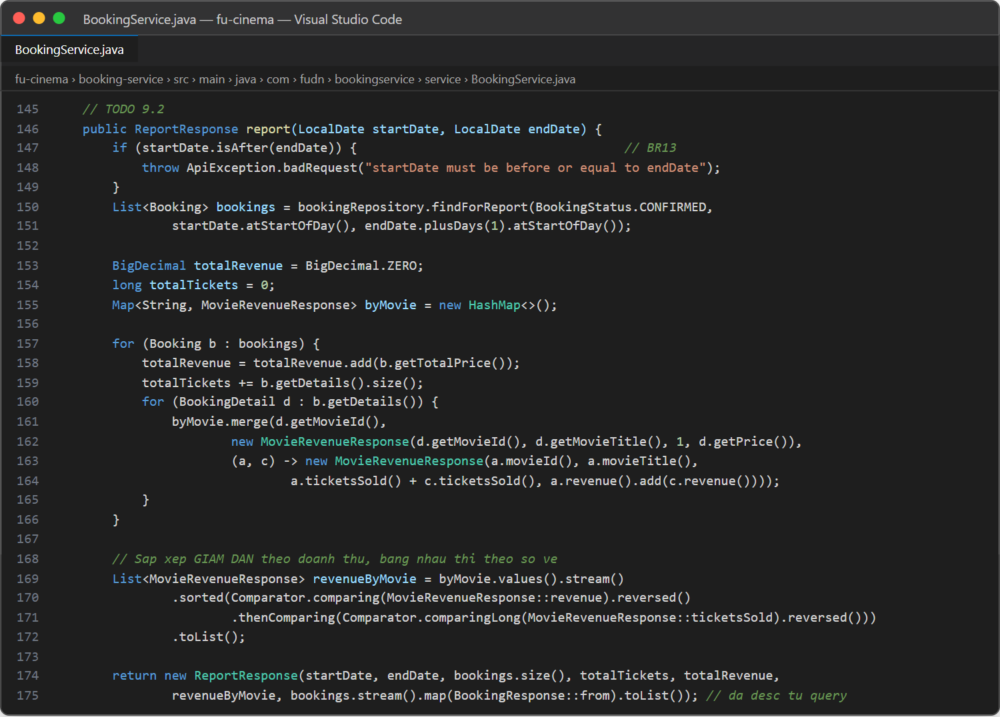 BookingService.java — fu-cinema — Visual Studio Code
BookingService.java
fu-cinema › booking-service › src › main › java › com › fudn › bookingservice › service › BookingService.java
145 // TODO 9.2
146 public ReportResponse report(LocalDate startDate, LocalDate endDate) {
147 if (startDate.isAfter(endDate)) { // BR13
148 throw ApiException.badRequest("startDate must be before or equal to endDate");
149 }
150 List<Booking> bookings = bookingRepository.findForReport(BookingStatus.CONFIRMED,
151 startDate.atStartOfDay(), endDate.plusDays(1).atStartOfDay());
152
153 BigDecimal totalRevenue = BigDecimal.ZERO;
154 long totalTickets = 0;
155 Map<String, MovieRevenueResponse> byMovie = new HashMap<>();
156
157 for (Booking b : bookings) {
158 totalRevenue = totalRevenue.add(b.getTotalPrice());
159 totalTickets += b.getDetails().size();
160 for (BookingDetail d : b.getDetails()) {
161 byMovie.merge(d.getMovieId(),
162 new MovieRevenueResponse(d.getMovieId(), d.getMovieTitle(), 1, d.getPrice()),
163 (a, c) -> new MovieRevenueResponse(a.movieId(), a.movieTitle(),
164 a.ticketsSold() + c.ticketsSold(), a.revenue().add(c.revenue())));
165 }
166 }
167
168 // Sap xep GIAM DAN theo doanh thu, bang nhau thi theo so ve
169 List<MovieRevenueResponse> revenueByMovie = byMovie.values().stream()
170 .sorted(Comparator.comparing(MovieRevenueResponse::revenue).reversed()
171 .thenComparing(Comparator.comparingLong(MovieRevenueResponse::ticketsSold).reversed()))
172 .toList();
173
174 return new ReportResponse(startDate, endDate, bookings.size(), totalTickets, totalRevenue,
175 revenueByMovie, bookings.stream().map(BookingResponse::from).toList()); // da desc tu query